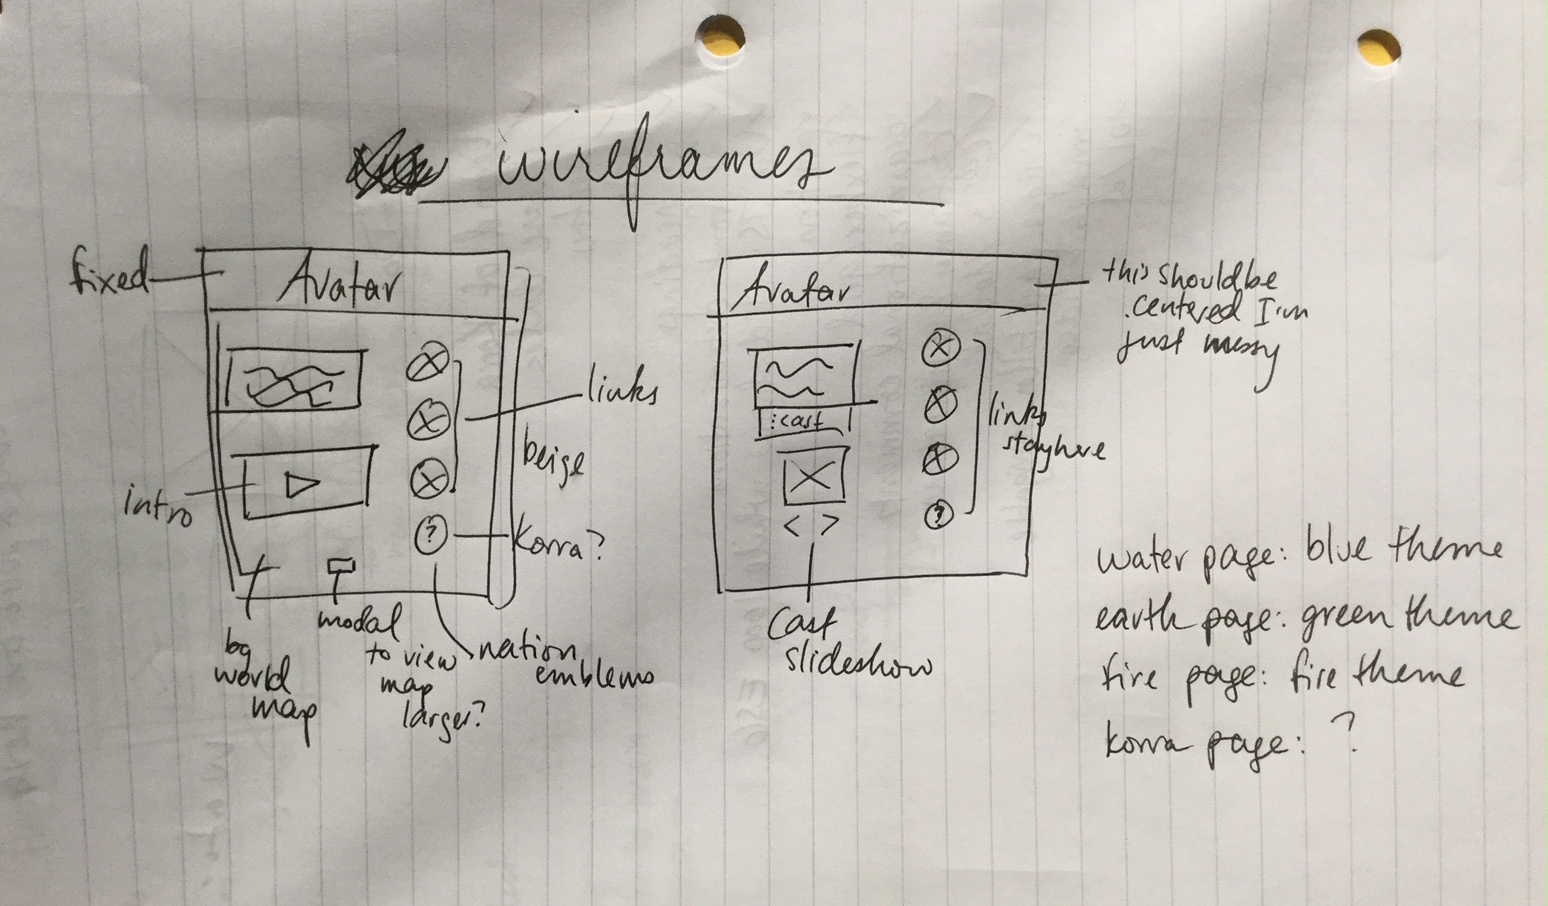 wireframes
fixed
Avatar
links
beige
intro
?
Korra?
bg
world
map
modal
to view
map
larger?
nation
emblems
Avatar
this should be
centered I'm
just messy
cast
links
stay here
?
< >
Cast
slideshow
water page: blue theme
earth page: green theme
fire page: fire theme
korra page: ?